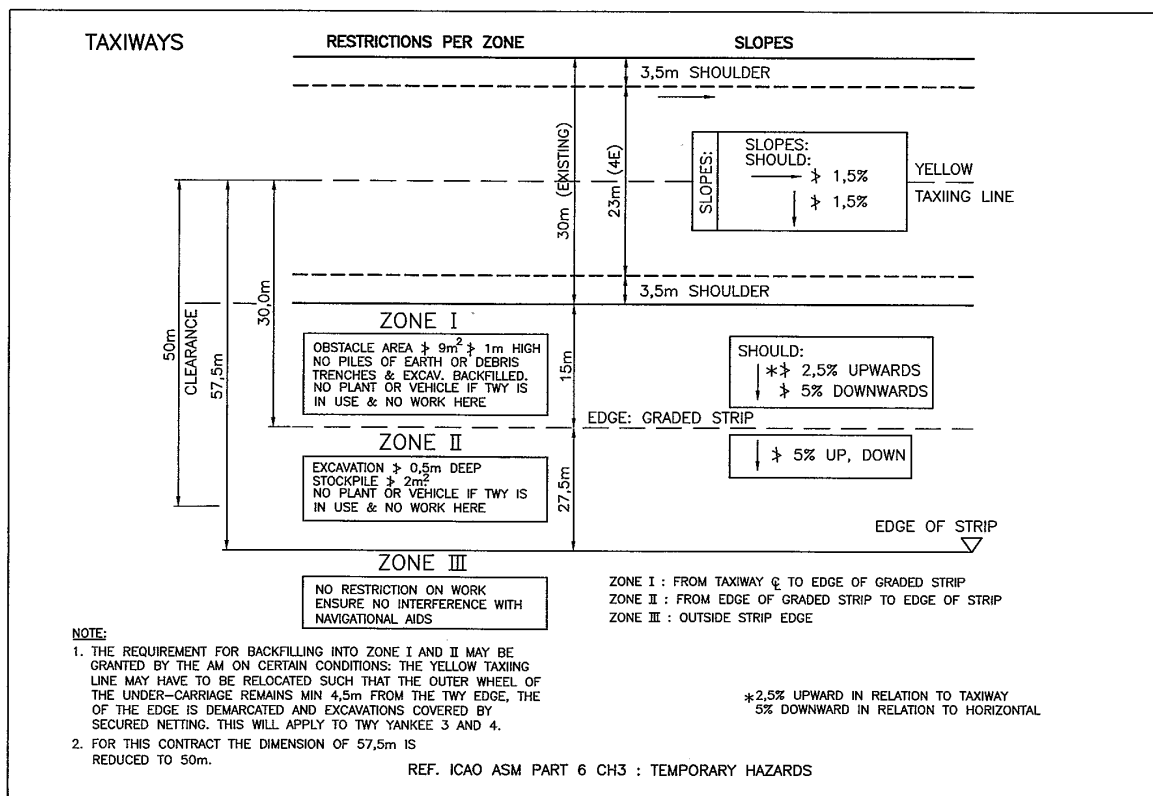 TAXIWAYS
RESTRICTIONS PER ZONE
SLOPES
3,5m SHOULDER
30m (EXISTING)
23m (4E)
SLOPES:
SLOPES:
SHOULD:
≯ 1,5%
≯ 1,5%
YELLOW
TAXIING LINE
3,5m SHOULDER
50m
CLEARANCE
57,5m
30,0m
ZONE I
OBSTACLE AREA ≯ 9m² ≯ 1m HIGH
NO PILES OF EARTH OR DEBRIS
TRENCHES & EXCAV. BACKFILLED.
NO PLANT OR VEHICLE IF TWY IS
IN USE & NO WORK HERE
15m
SHOULD:
*≯ 2,5% UPWARDS
≯ 5% DOWNWARDS
EDGE: GRADED STRIP
ZONE II
EXCAVATION ≯ 0,5m DEEP
STOCKPILE ≯ 2m²
NO PLANT OR VEHICLE IF TWY IS
IN USE & NO WORK HERE
27,5m
≯ 5% UP, DOWN
EDGE OF STRIP
ZONE III
NO RESTRICTION ON WORK
ENSURE NO INTERFERENCE WITH
NAVIGATIONAL AIDS
ZONE I : FROM TAXIWAY ℄ TO EDGE OF GRADED STRIP
ZONE II : FROM EDGE OF GRADED STRIP TO EDGE OF STRIP
ZONE III : OUTSIDE STRIP EDGE
NOTE:
1. THE REQUIREMENT FOR BACKFILLING INTO ZONE I AND II MAY BE
GRANTED BY THE AM ON CERTAIN CONDITIONS: THE YELLOW TAXIING
LINE MAY HAVE TO BE RELOCATED SUCH THAT THE OUTER WHEEL OF
THE UNDER-CARRIAGE REMAINS MIN 4,5m FROM THE TWY EDGE, THE
OF THE EDGE IS DEMARCATED AND EXCAVATIONS COVERED BY
SECURED NETTING. THIS WILL APPLY TO TWY YANKEE 3 AND 4.
2. FOR THIS CONTRACT THE DIMENSION OF 57,5m IS
REDUCED TO 50m.
*2,5% UPWARD IN RELATION TO TAXIWAY
5% DOWNWARD IN RELATION TO HORIZONTAL
REF. ICAO ASM PART 6 CH3 : TEMPORARY HAZARDS